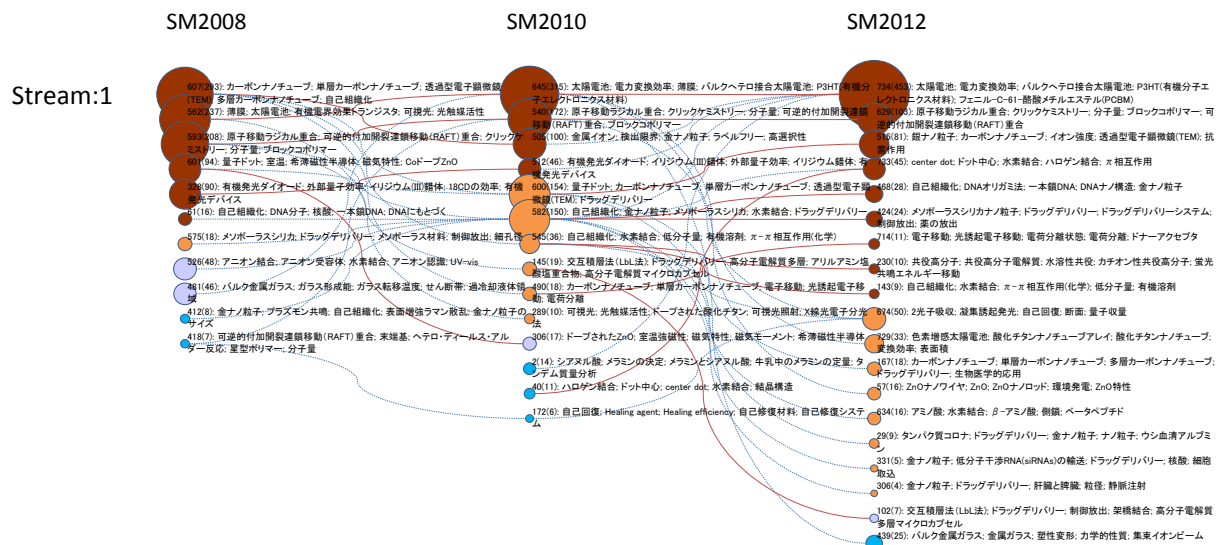 SM2008
SM2010
SM2012
Stream:1
607(293): カーボンナノチューブ; 単層カーボンナノチューブ; 透過型電子顕微鏡
(TEM); 多層カーボンナノチューブ; 自己組織化
562(237): 薄膜; 太陽電池; 有機電界効果トランジスタ; 可視光; 光触媒活性
593(208): 原子移動ラジカル重合; 可逆的付加開裂連鎖移動(RAFT)重合; クリックケ
ミストリー; 分子量; ブロックコポリマー
601(94): 量子ドット; 室温; 希薄磁性半導体; 磁気特性; CoドープZnO
328(90): 有機発光ダイオード; 外部量子効率; イリジウム(III)錯体; 18CDの効率; 有機
発光デバイス
61(16): 自己組織化; DNA分子; 核酸; 一本鎖DNA; DNAにもとづく
575(18): メソポーラスシリカ; ドラッグデリバリー; メソポーラス材料; 制御放出; 細孔径
526(48): アニオン結合; アニオン受容体; 水素結合; アニオン認識; UV-vis
481(46): バルク金属ガラス; ガラス形成能; ガラス転移温度; せん断帯; 過冷却液体領
域
412(8): 金ナノ粒子; プラズモン共鳴; 自己組織化; 表面増強ラマン散乱; 金ナノ粒子の
サイズ
418(7): 可逆的付加開裂連鎖移動(RAFT)重合; 末端基; ヘテロ・ディールス・アル
ダー反応; 星型ポリマー; 分子量
645(315): 太陽電池; 電力変換効率; 薄膜; バルクヘテロ接合太陽電池; P3HT(有機分
子エレクトロニクス材料)
540(172): 原子移動ラジカル重合; クリックケミストリー; 分子量; 可逆的付加開裂連鎖
移動(RAFT)重合; ブロックコポリマー
505(100): 金属イオン; 検出限界; 金ナノ粒子; ラベルフリー; 高選択性
512(46): 有機発光ダイオード; イリジウム(III)錯体; 外部量子効率; イリジウム錯体; 有
機発光デバイス
600(154): 量子ドット; カーボンナノチューブ; 単層カーボンナノチューブ; 透過型電子顕
微鏡(TEM); ドラッグデリバリー
582(150): 自己組織化; 金ナノ粒子; メソポーラスシリカ; 水素結合; ドラッグデリバリー
545(36): 自己組織化; 水素結合; 低分子量; 有機溶剤; π-π相互作用(化学)
145(19): 交互積層法(LbL法); ドラッグデリバリー; 高分子電解質多層; アリルアミン塩
酸塩重合物; 高分子電解質マイクロカプセル
490(18): カーボンナノチューブ; 単層カーボンナノチューブ; 電子移動; 光誘起電子移
動; 電荷分離
289(10): 可視光; 光触媒活性; ドープされた酸化チタン; 可視光照射; X線光電子分光
法
306(17): ドープされたZnO; 室温強磁性; 磁気特性; 磁気モーメント; 希薄磁性半導体
2(14): シアヌル酸; メラミンの決定; メラミンとシアヌル酸; 牛乳中のメラミンの定量; タ
ンデム質量分析
40(11): ハロゲン結合; ドット中心; center dot; 水素結合; 結晶構造
172(6): 自己回復; Healing agent; Healing efficiency; 自己修復材料; 自己修復システ
ム
734(453): 太陽電池; 電力変換効率; 薄膜; バルクヘテロ接合太陽電池; P3HT(有機分子エ
レクトロニクス材料); フェニル-C-61-酪酸メチルエステル(PCBM)
629(103): 原子移動ラジカル重合; クリックケミストリー; 分子量; ブロックコポリマー; 可
逆的付加開裂連鎖移動(RAFT)重合
515(81): 銀ナノ粒子; カーボンナノチューブ; イオン強度; 透過型電子顕微鏡(TEM); 抗
菌作用
733(45): center dot; ドット中心; 水素結合; ハロゲン結合; π相互作用
468(28): 自己組織化; DNAオリガミ法; 一本鎖DNA; DNAナノ構造; 金ナノ粒子
424(24): メソポーラスシリカナノ粒子; ドラッグデリバリー; ドラッグデリバリーシステム;
制御放出; 薬の放出
714(11): 電子移動; 光誘起電子移動; 電荷分離状態; 電荷分離; ドナーアクセプタ
230(10): 共役高分子; 共役高分子電解質; 水溶性共役; カチオン性共役高分子; 蛍光
共鳴エネルギー移動
143(9): 自己組織化; 水素結合; π-π相互作用(化学); 低分子量; 有機溶剤
674(50): 2光子吸収; 凝集誘起発光; 自己回復; 断面; 量子収量
729(33): 色素増感太陽電池; 酸化チタンナノチューブアレイ; 酸化チタンナノチューブ;
変換効率; 表面積
167(18): カーボンナノチューブ; 単層カーボンナノチューブ; 多層カーボンナノチューブ;
ドラッグデリバリー; 生物医学的応用
57(16): ZnOナノワイヤ; ZnO; ZnOナノロッド; 環境発電; ZnO特性
634(16): アミノ酸; 水素結合; β-アミノ酸; 側鎖; ベータペプチド
29(9): タンパク質コロナ; ドラッグデリバリー; 金ナノ粒子; ナノ粒子; ウシ血清アルブミ
ン
331(5): 金ナノ粒子; 低分子干渉RNA(siRNAs)の輸送; ドラッグデリバリー; 核酸; 細胞
取込
306(4): 金ナノ粒子; ドラッグデリバリー; 肝臓と脾臓; 粒径; 静脈注射
102(7): 交互積層法(LbL法); ドラッグデリバリー; 制御放出; 架橋結合; 高分子電解質
多層マイクロカプセル
439(25): バルク金属ガラス; 金属ガラス; 塑性変形; 力学的性質; 集束イオンビーム